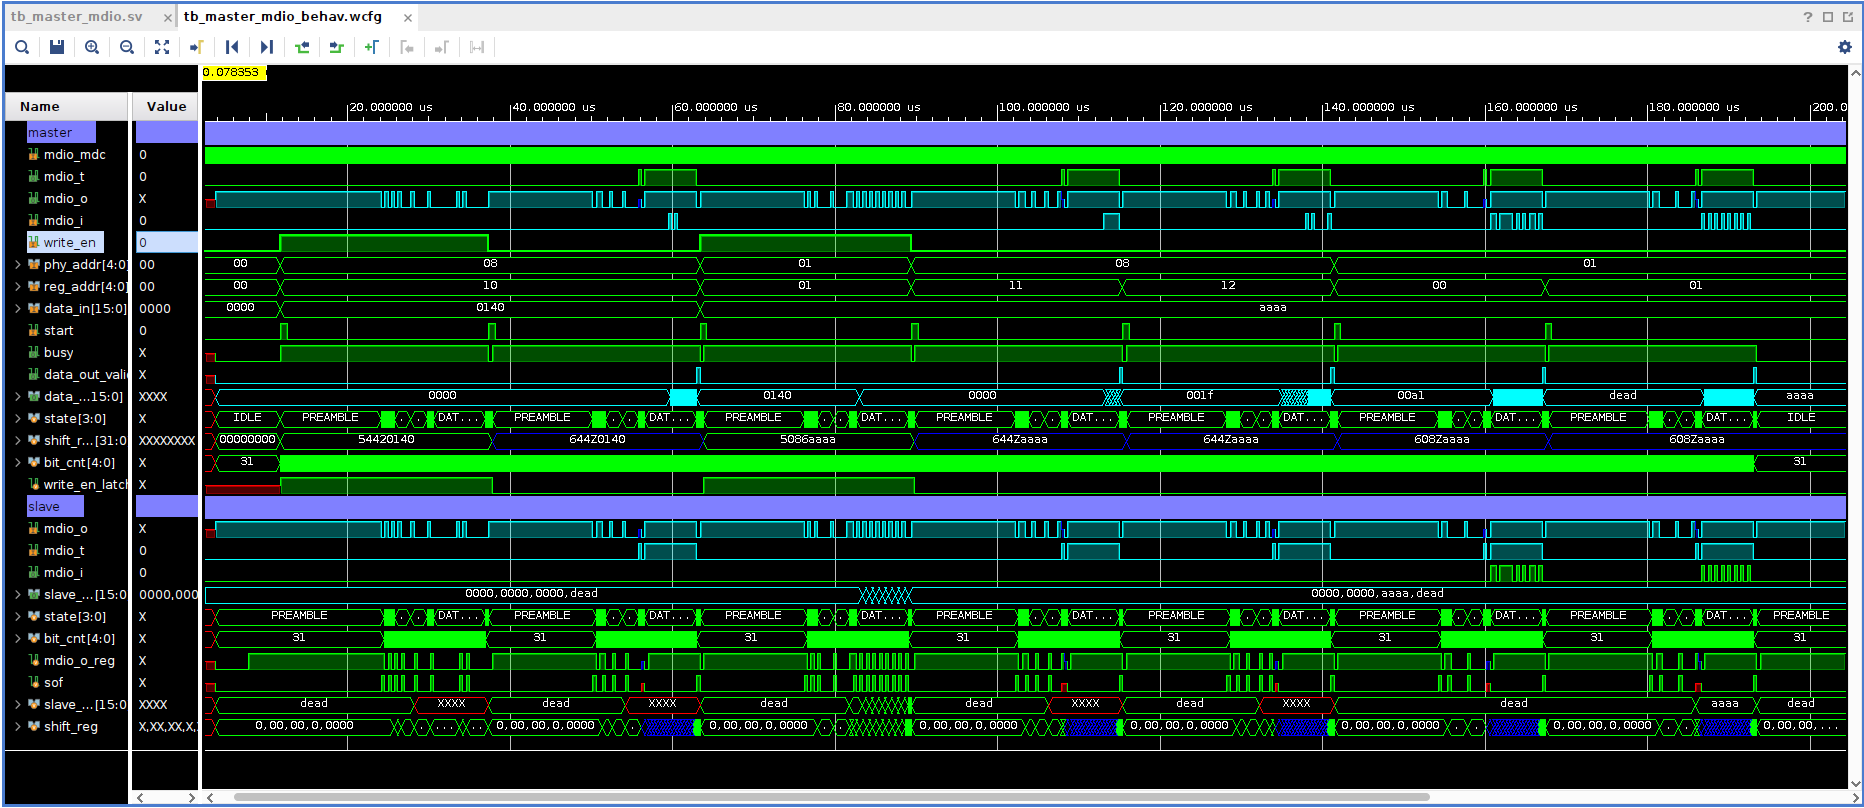 tb_master_mdio.sv × tb_master_mdio_behav.wcfg ×
?
0.078353
Name Value
20.000000 us 40.000000 us 60.000000 us 80.000000 us 100.000000 us 120.000000 us 140.000000 us 160.000000 us 180.000000 us 200.0
master
mdio_mdc 0
mdio_t 0
mdio_o X
mdio_i 0
write_en 0
phy_addr[4:0] 00 00 08 01 08 01
reg_addr[4:0] 00 00 10 01 11 12 00 01
data_in[15:0] 0000 0000 0140 aaaa
start 0
busy X
data_out_vali X
data_...15:0] XXXX 0000 0140 0000 001f 00a1 dead aaaa
state[3:0] X IDLE PREAMBLE DAT... PREAMBLE DAT... PREAMBLE DAT... PREAMBLE DAT... PREAMBLE DAT... PREAMBLE DAT... PREAMBLE DAT... IDLE
shift_r...[31:0 XXXXXXXX 00000000 54420140 644Z0140 5086aaaa 644Zaaaa 644Zaaaa 608Zaaaa 608Zaaaa
bit_cnt[4:0] X 31 31
write_en_latch X
slave
mdio_o X
mdio_t 0
mdio_i 0
slave_...[15:0 0000,000 0000,0000,0000,dead 0000,0000,aaaa,dead
state[3:0] X PREAMBLE DAT... PREAMBLE DAT... PREAMBLE DAT... PREAMBLE DAT... PREAMBLE DAT... PREAMBLE DAT... PREAMBLE DAT... PREAMBLE
bit_cnt[4:0] X 31 31 31 31 31 31 31 31
mdio_o_reg X
sof X
slave_...[15:0 XXXX dead XXXX dead XXXX dead dead XXXX dead XXXX dead aaaa dead
shift_reg X,XX,XX,X, 0,00,00,0,0000 ... 0,00,00,0,0000 0,00,00,0,0000 0,00,00,0,0000 0,00,00,0,0000 0,00,00,0,0000 0,00,00,0,0000 0,00,00,...